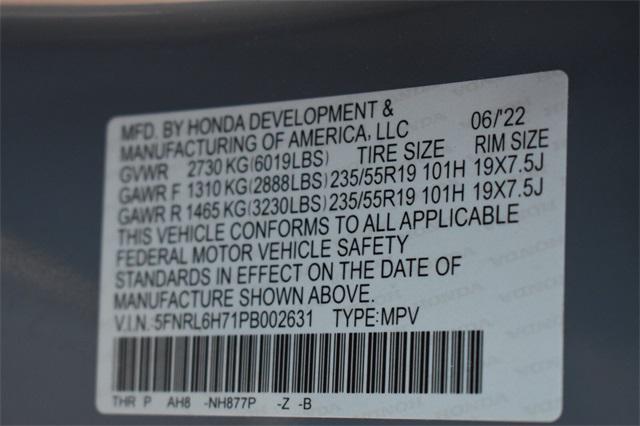 MFD. BY HONDA DEVELOPMENT &
MANUFACTURING OF AMERICA, LLC 06/'22
GVWR 2730 KG(6019LBS) TIRE SIZE RIM SIZE
GAWR F 1310 KG(2888LBS) 235/55R19 101H 19X7.5J
GAWR R 1465 KG(3230LBS) 235/55R19 101H 19X7.5J
THIS VEHICLE CONFORMS TO ALL APPLICABLE
FEDERAL MOTOR VEHICLE SAFETY
STANDARDS IN EFFECT ON THE DATE OF
MANUFACTURE SHOWN ABOVE.
V.I.N.:5FNRL6H71PB002631 TYPE:MPV
THR P AH8 -NH877P -Z -B